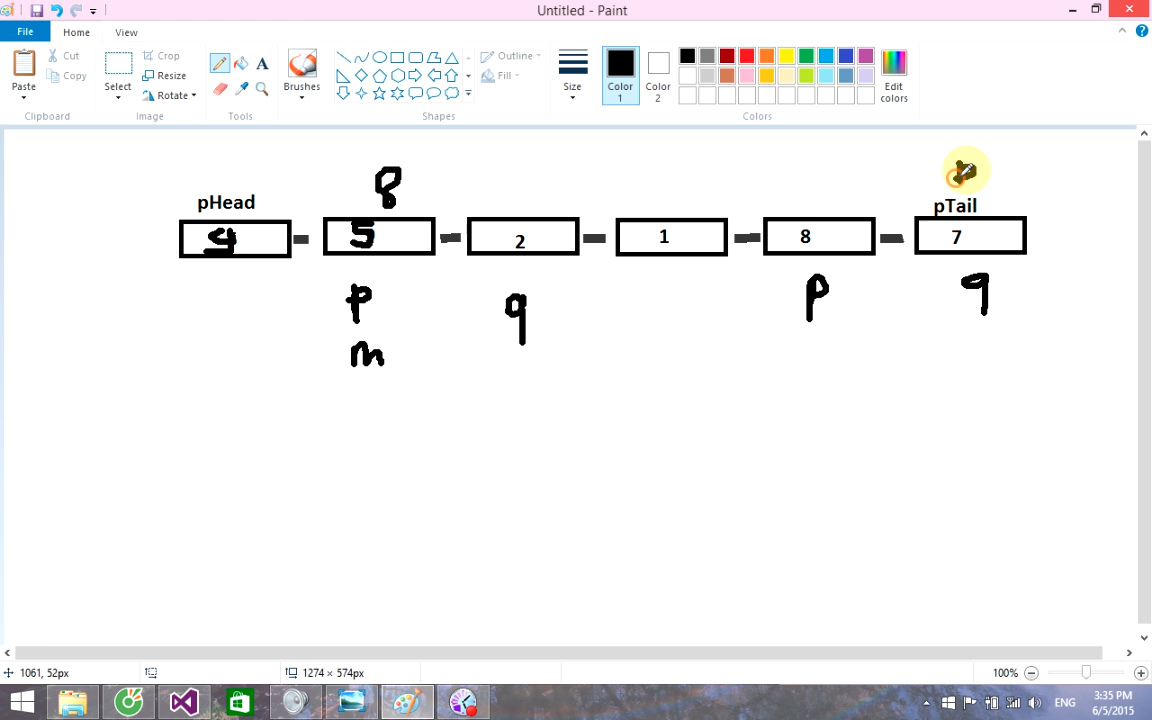 Untitled - Paint
File Home View
Cut
Copy
Paste
Clipboard
Crop
Resize
Rotate
Select
Image
Tools
Brushes
Outline
Fill
Shapes
Size
Color 1
Color 2
Edit colors
Colors
8
pHead pTail
5 2 1 8 7
p q p q
m
1061, 52px 1274 × 574px 100%
ENG 3:35 PM
6/5/2015